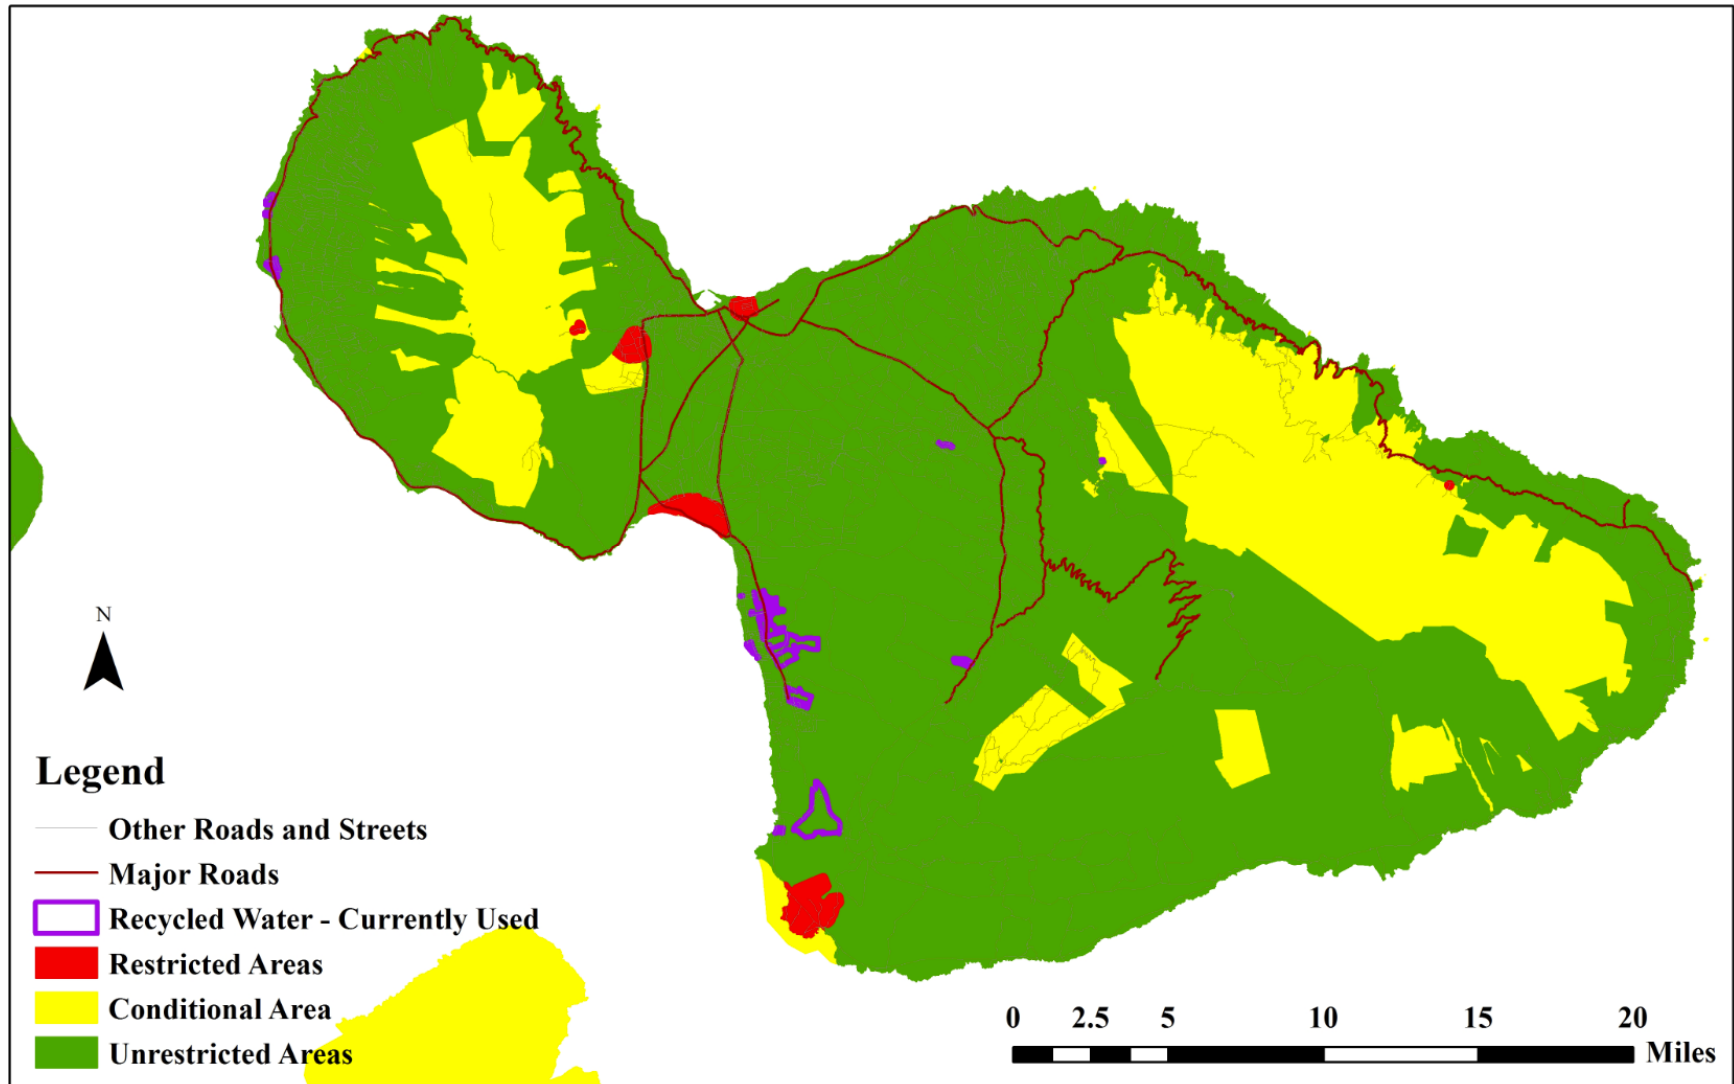 N
Legend
Other Roads and Streets
Major Roads
Recycled Water - Currently Used
Restricted Areas
Conditional Area
Unrestricted Areas
0 2.5 5 10 15 20
Miles